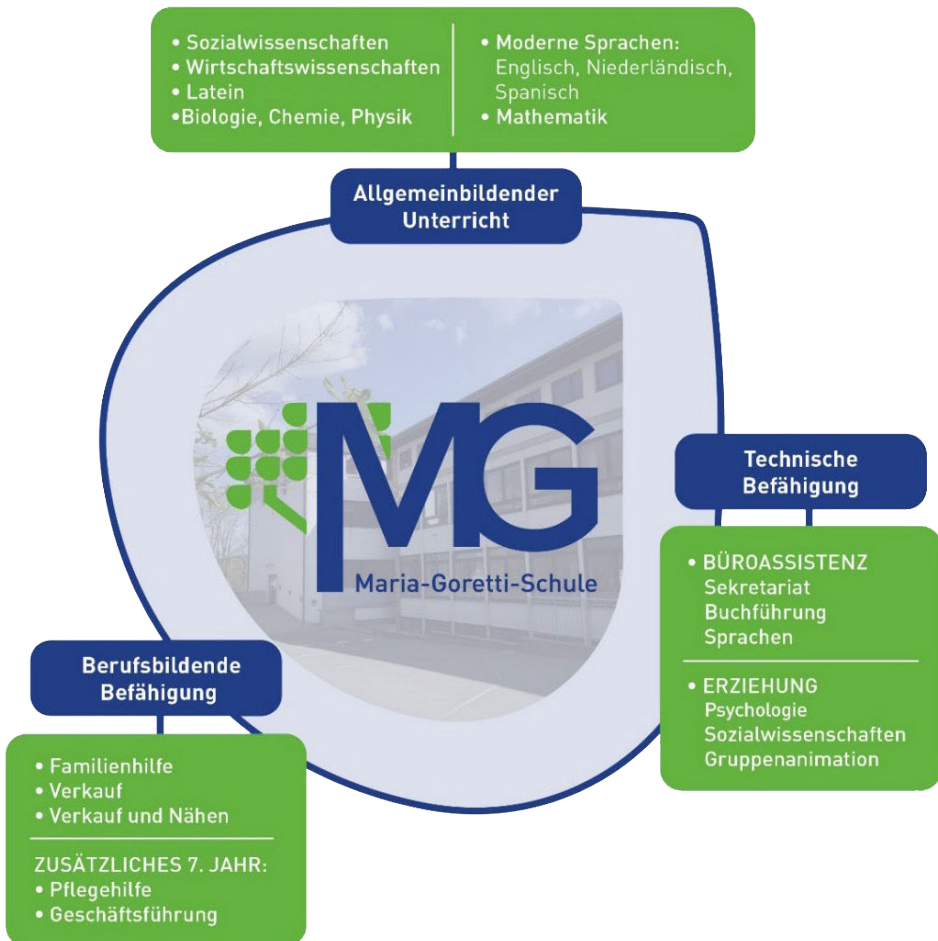 • Sozialwissenschaften
• Wirtschaftswissenschaften
• Latein
•Biologie, Chemie, Physik
• Moderne Sprachen:
Englisch, Niederländisch,
Spanisch
• Mathematik
Allgemeinbildender
Unterricht
MG
Maria-Goretti-Schule
Technische
Befähigung
• BÜROASSISTENZ
Sekretariat
Buchführung
Sprachen
• ERZIEHUNG
Psychologie
Sozialwissenschaften
Gruppenanimation
Berufsbildende
Befähigung
• Familienhilfe
• Verkauf
• Verkauf und Nähen
ZUSÄTZLICHES 7. JAHR:
• Pflegehilfe
• Geschäftsführung